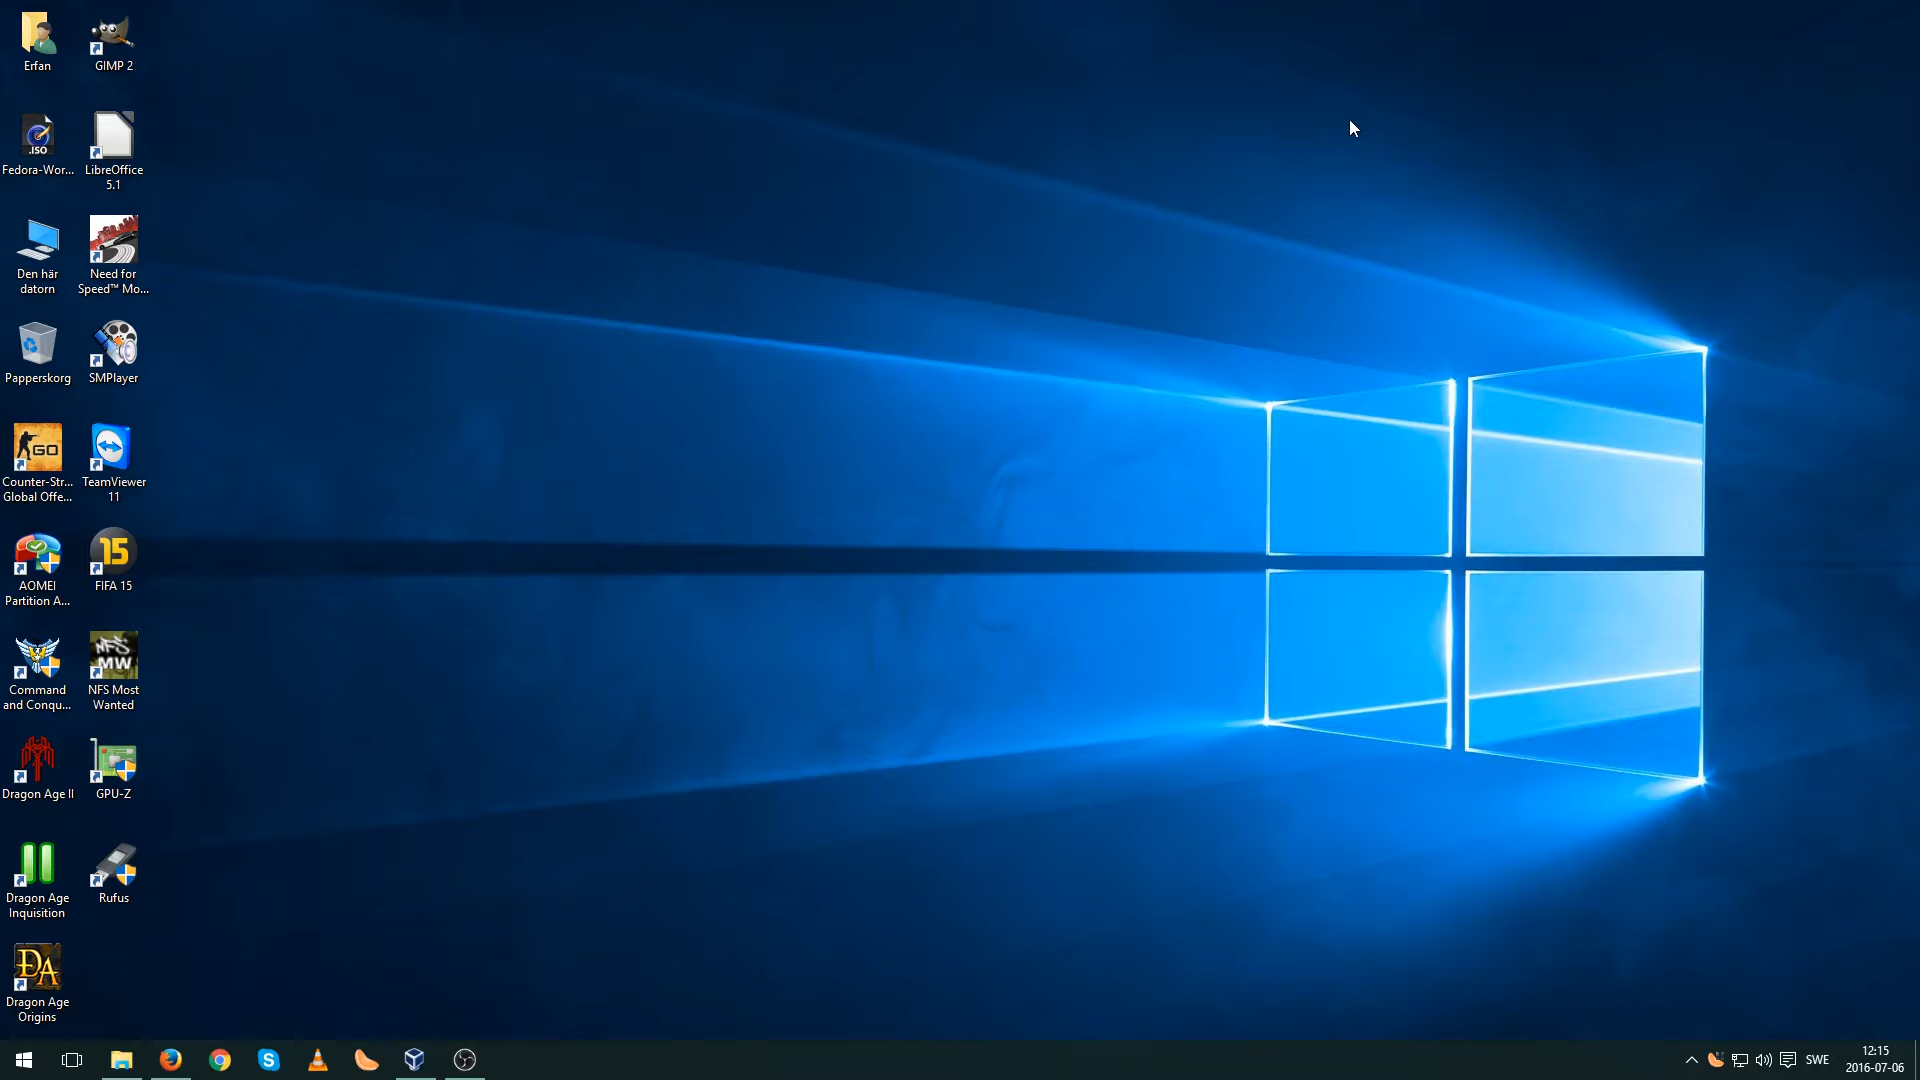 Erfan
GIMP 2
.ISO
Fedora-Wor...
LibreOffice
5.1
Den här
datorn
Need for
Speed™ Mo...
Papperskorg
SMPlayer
GO
Counter-Str...
Global Offe...
TeamViewer
11
AOMEI
Partition A...
15
FIFA 15
Command
and Conqu...
NFS
MW
NFS Most
Wanted
Dragon Age II
GPU-Z
Dragon Age
Inquisition
Rufus
DA
Dragon Age
Origins
S
SWE
12:15
2016-07-06